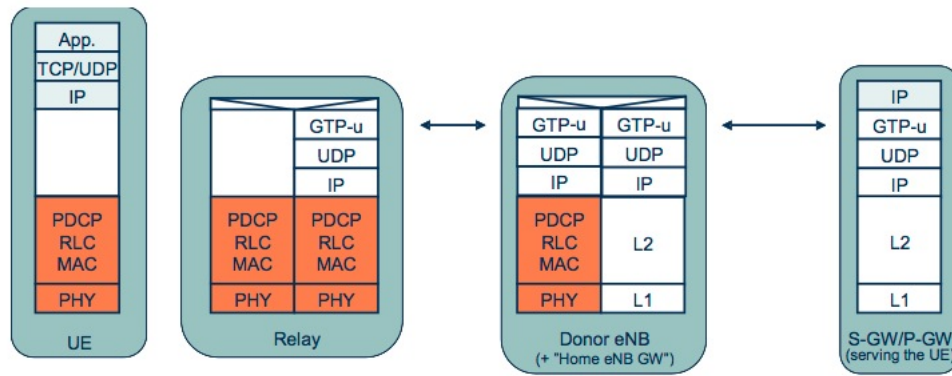 App.
TCP/UDP
IP
PDCP
RLC
MAC
PHY
UE
GTP-u
UDP
IP
PDCP
RLC
MAC
PDCP
RLC
MAC
PHY
PHY
Relay
GTP-u
GTP-u
UDP
UDP
IP
IP
PDCP
RLC
MAC
L2
PHY
L1
Donor eNB
(+ "Home eNB GW")
IP
GTP-u
UDP
IP
L2
L1
S-GW/P-GW
(serving the UE)